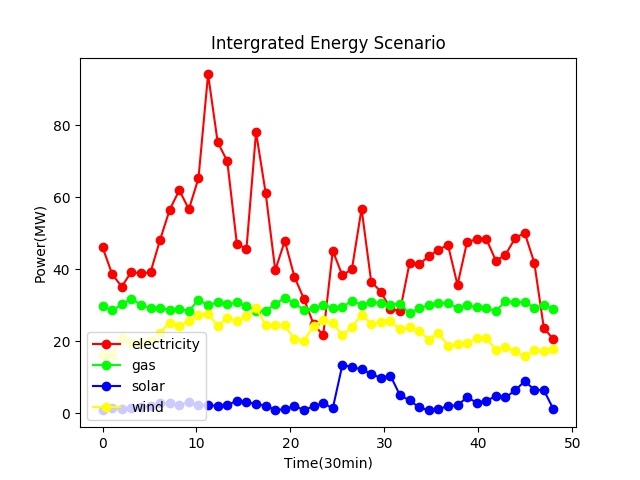 Intergrated Energy Scenario
Power(MW)
80
60
40
20
0
electricity
gas
solar
wind
0 10 20 30 40 50
Time(30min)